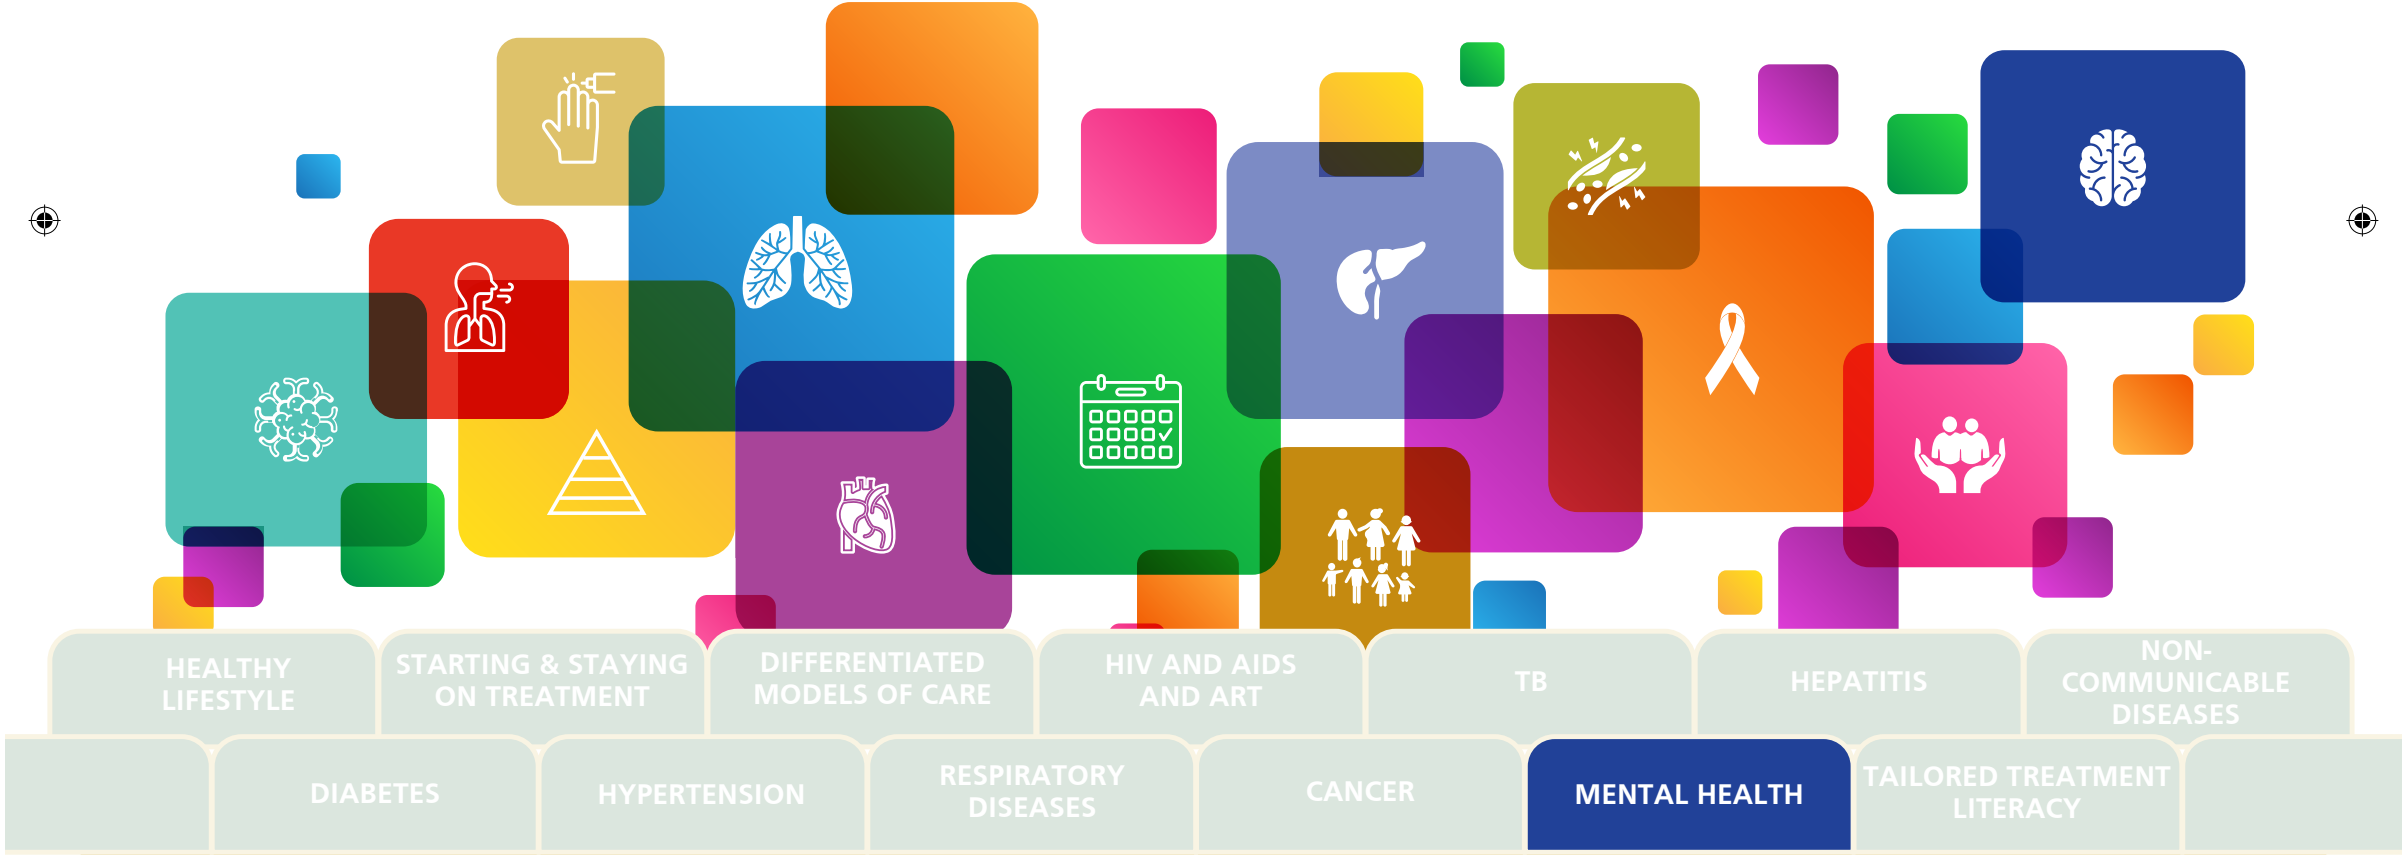 HEALTHY
LIFESTYLE
STARTING & STAYING
ON TREATMENT
DIFFERENTIATED
MODELS OF CARE
HIV AND AIDS
AND ART
TB
HEPATITIS
NON-
COMMUNICABLE
DISEASES
DIABETES
HYPERTENSION
RESPIRATORY
DISEASES
CANCER
MENTAL HEALTH
TAILORED TREATMENT
LITERACY